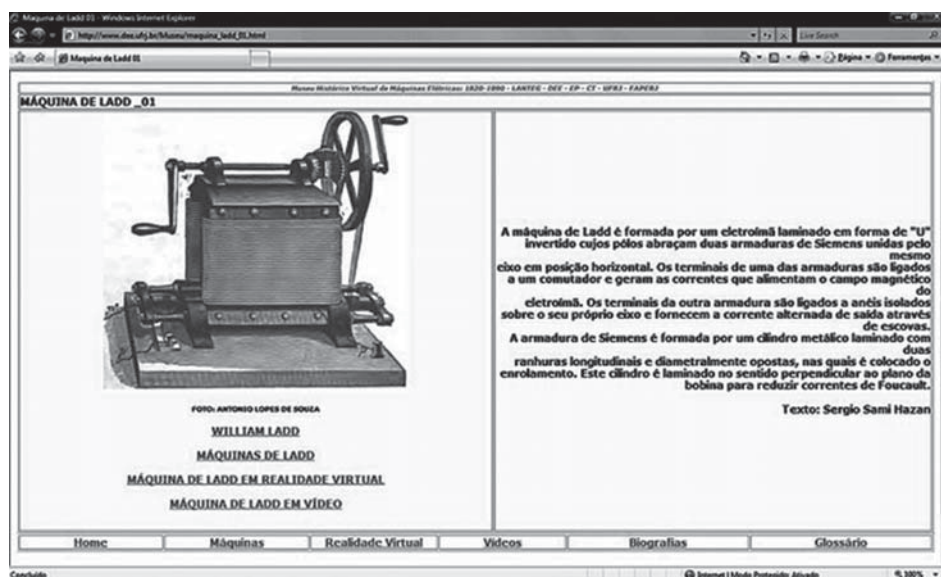 Maquina de Ladd 01 - Windows Internet Explorer
http://www.dee.ufrj.br/Museu/maquina_ladd_01.html
Live Search
Maquina de Ladd 01
Página
Ferramentas
Museu Histórico Virtual de Máquinas Elétricas: 1820-1890 - LANTEG - DEE - EP - CT - UFRJ - FAPERJ
MÁQUINA DE LADD _01
FOTO: ANTONIO LOPES DE SOUZA
WILLIAM LADD
MÁQUINAS DE LADD
MÁQUINA DE LADD EM REALIDADE VIRTUAL
MÁQUINA DE LADD EM VÍDEO
A máquina de Ladd é formada por um eletroímã laminado em forma de "U"
invertido cujos pólos abraçam duas armaduras de Siemens unidas pelo
mesmo
eixo em posição horizontal. Os terminais de uma das armaduras são ligados
a um comutador e geram as correntes que alimentam o campo magnético
do
eletroímã. Os terminais da outra armadura são ligados a anéis isolados
sobre o seu próprio eixo e fornecem a corrente alternada de saída através
de escovas.
A armadura de Siemens é formada por um cilindro metálico laminado com
duas
ranhuras longitudinais e diametralmente opostas, nas quais é colocado o
enrolamento. Este cilindro é laminado no sentido perpendicular ao plano da
bobina para reduzir correntes de Foucault.
Texto: Sergio Sami Hazan
Home
Máquinas
Realidade Virtual
Vídeos
Biografias
Glossário
Concluído
Internet | Modo Protegido: Ativado
100%